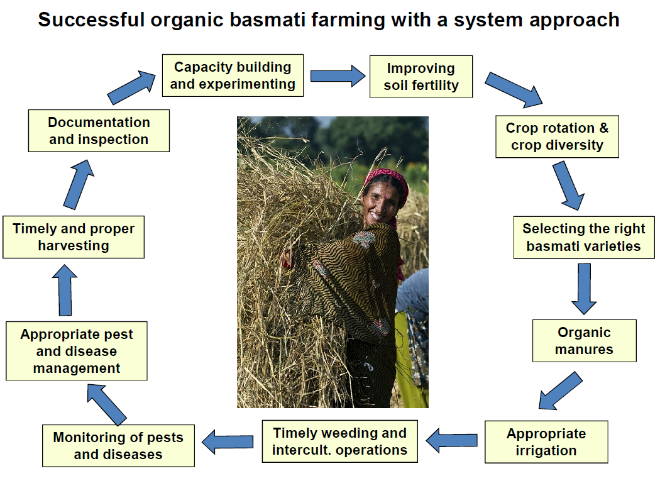 Successful organic basmati farming with a system approach
Capacity building
and experimenting
Improving
soil fertility
Crop rotation &
crop diversity
Selecting the right
basmati varieties
Organic
manures
Appropriate
irrigation
Timely weeding and
intercult. operations
Monitoring of pests
and diseases
Appropriate pest
and disease
management
Timely and proper
harvesting
Documentation
and inspection